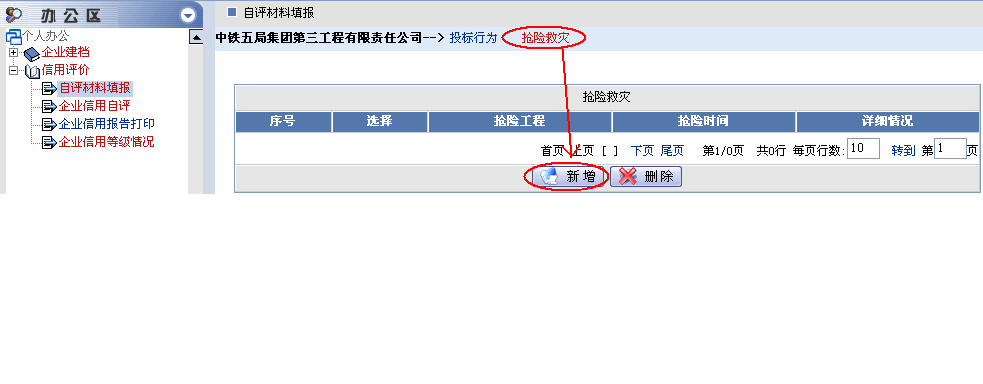 办公区
个人办公
企业建档
信用评价
自评材料填报
企业信用自评
企业信用报告打印
企业信用等级情况
自评材料填报
中铁五局集团第三工程有限责任公司--> 投标行为 抢险救灾
抢险救灾
序号 选择 抢险工程 抢险时间 详细情况
首页 上页 [ ] 下页 尾页 第1/0页 共0行 每页行数: 10 转到 第 1 页
新增 删除